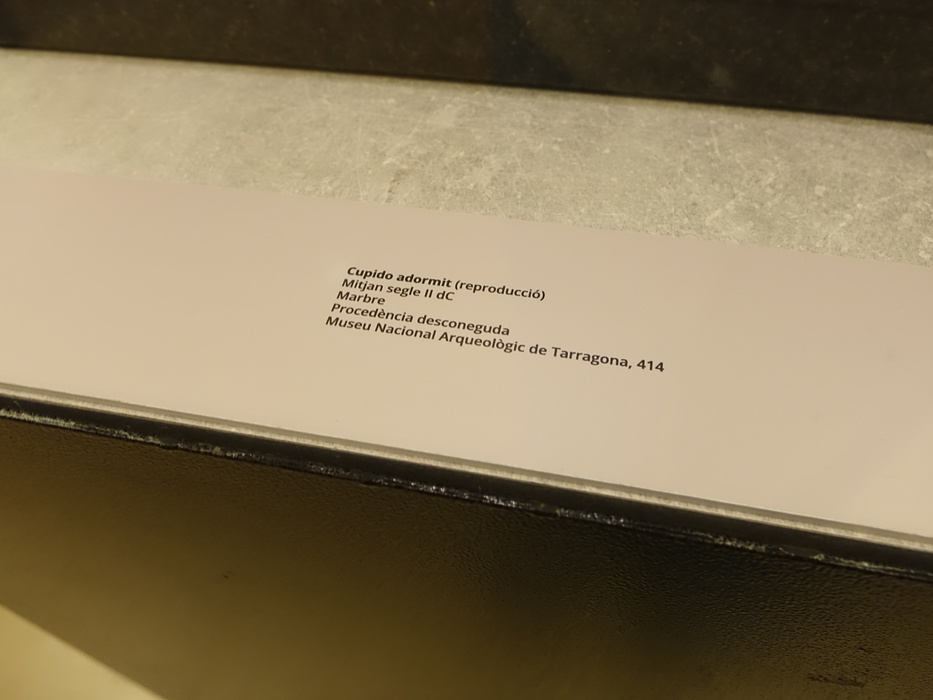 Cupido adormit (reproducció)
Mitjan segle II dC
Marbre
Procedència desconeguda
Museu Nacional Arqueològic de Tarragona, 414